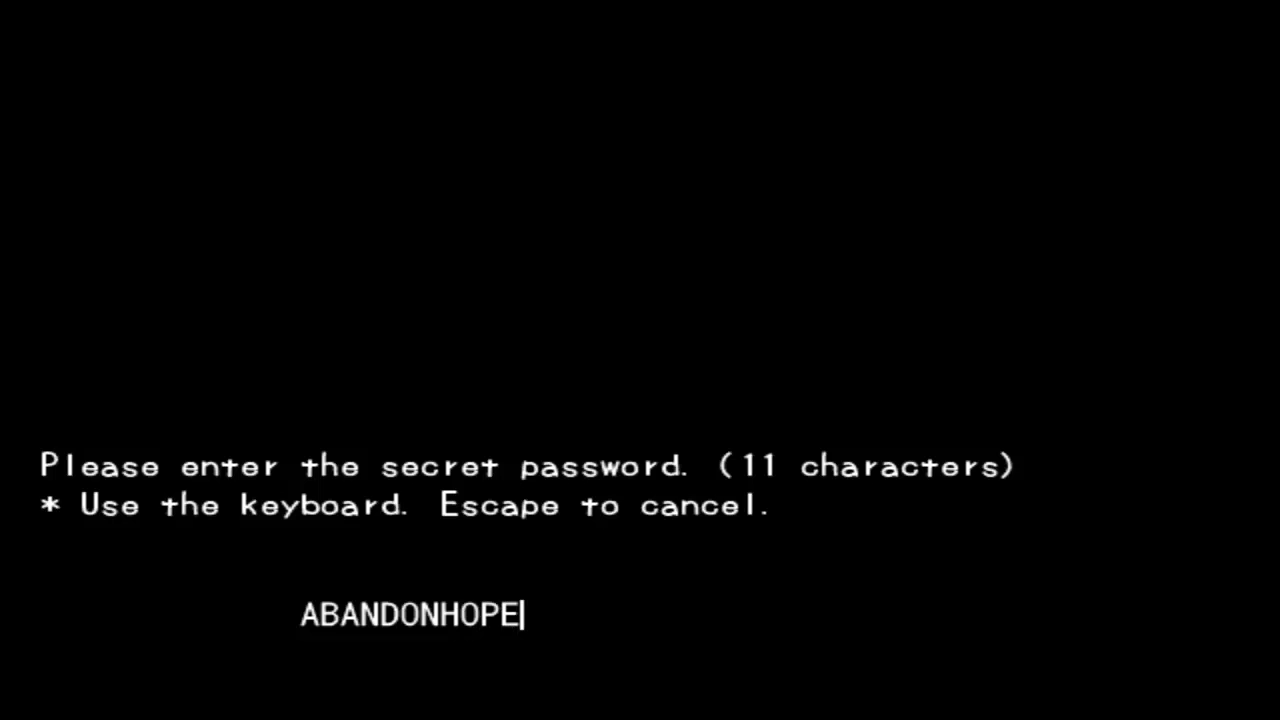 Please enter the secret password. (11 characters)
* Use the keyboard. Escape to cancel.
ABANDONHOPE